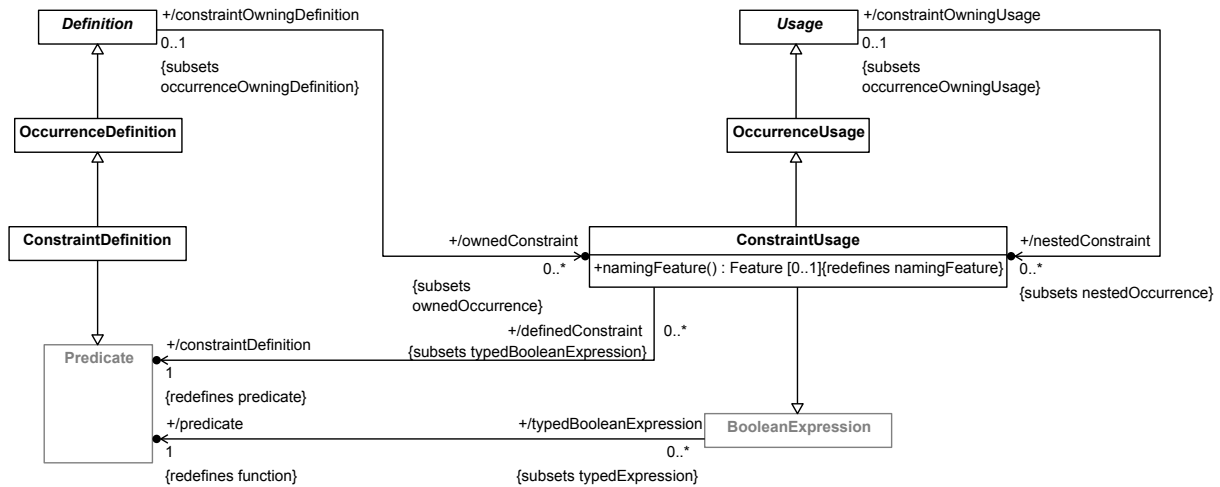 Definition
+/constraintOwningDefinition
0..1
{subsets
occurrenceOwningDefinition}
Usage
+/constraintOwningUsage
0..1
{subsets
occurrenceOwningUsage}
OccurrenceDefinition
OccurrenceUsage
ConstraintDefinition
+/ownedConstraint
0..*
{subsets
ownedOccurrence}
ConstraintUsage
+namingFeature() : Feature [0..1]{redefines namingFeature}
+/nestedConstraint
0..*
{subsets nestedOccurrence}
+/definedConstraint
0..*
{subsets typedBooleanExpression}
Predicate
+/constraintDefinition
1
{redefines predicate}
+/predicate
1
{redefines function}
+/typedBooleanExpression
0..*
{subsets typedExpression}
BooleanExpression